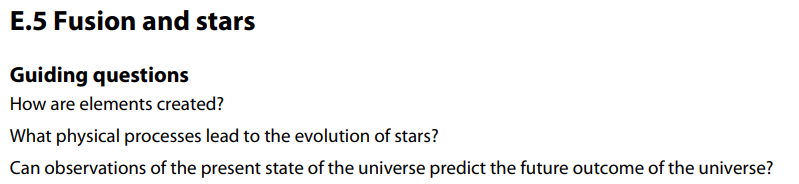 E.5 Fusion and stars
Guiding questions
How are elements created?
What physical processes lead to the evolution of stars?
Can observations of the present state of the universe predict the future outcome of the universe?